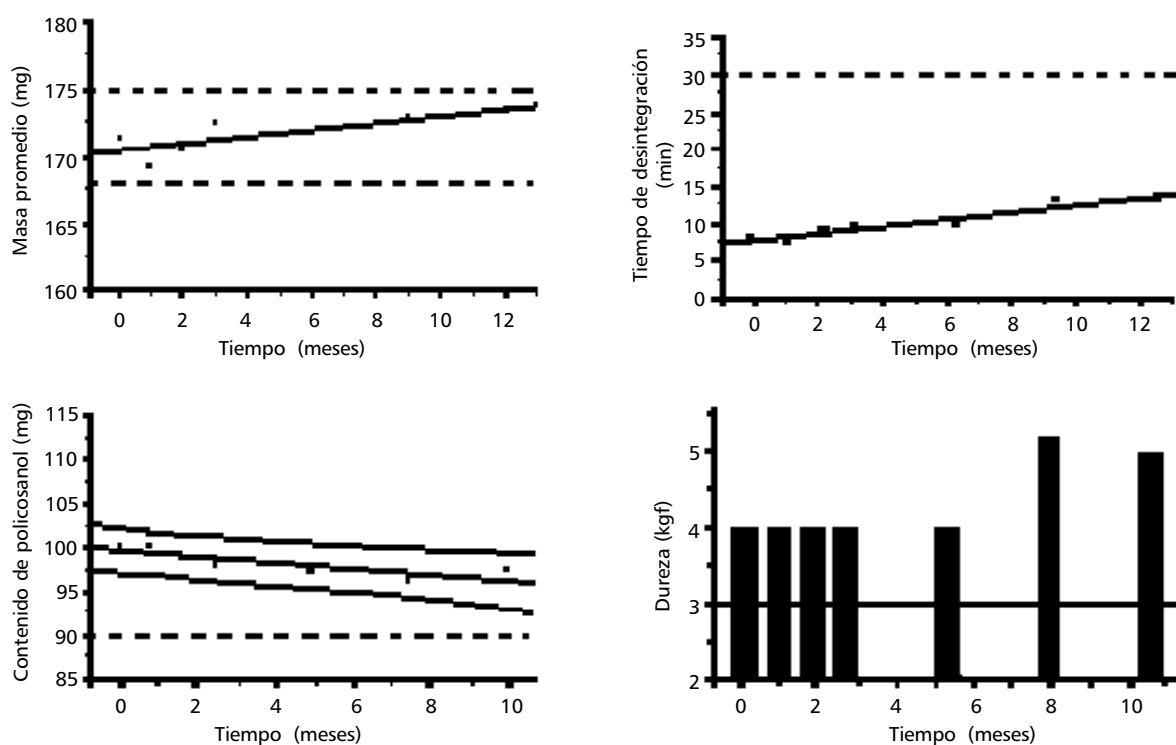 180
175
170
165
160
Masa promedio (mg)
0 2 4 6 8 10 12
Tiempo (meses)
35
30
25
20
15
10
5
0
Tiempo de desintegración
(min)
0 2 4 6 8 10 12
Tiempo (meses)
115
110
105
100
95
90
85
Contenido de policosanol (mg)
0 2 4 6 8 10
Tiempo (meses)
5
4
3
2
Dureza (kgf)
0 2 4 6 8 10
Tiempo (meses)